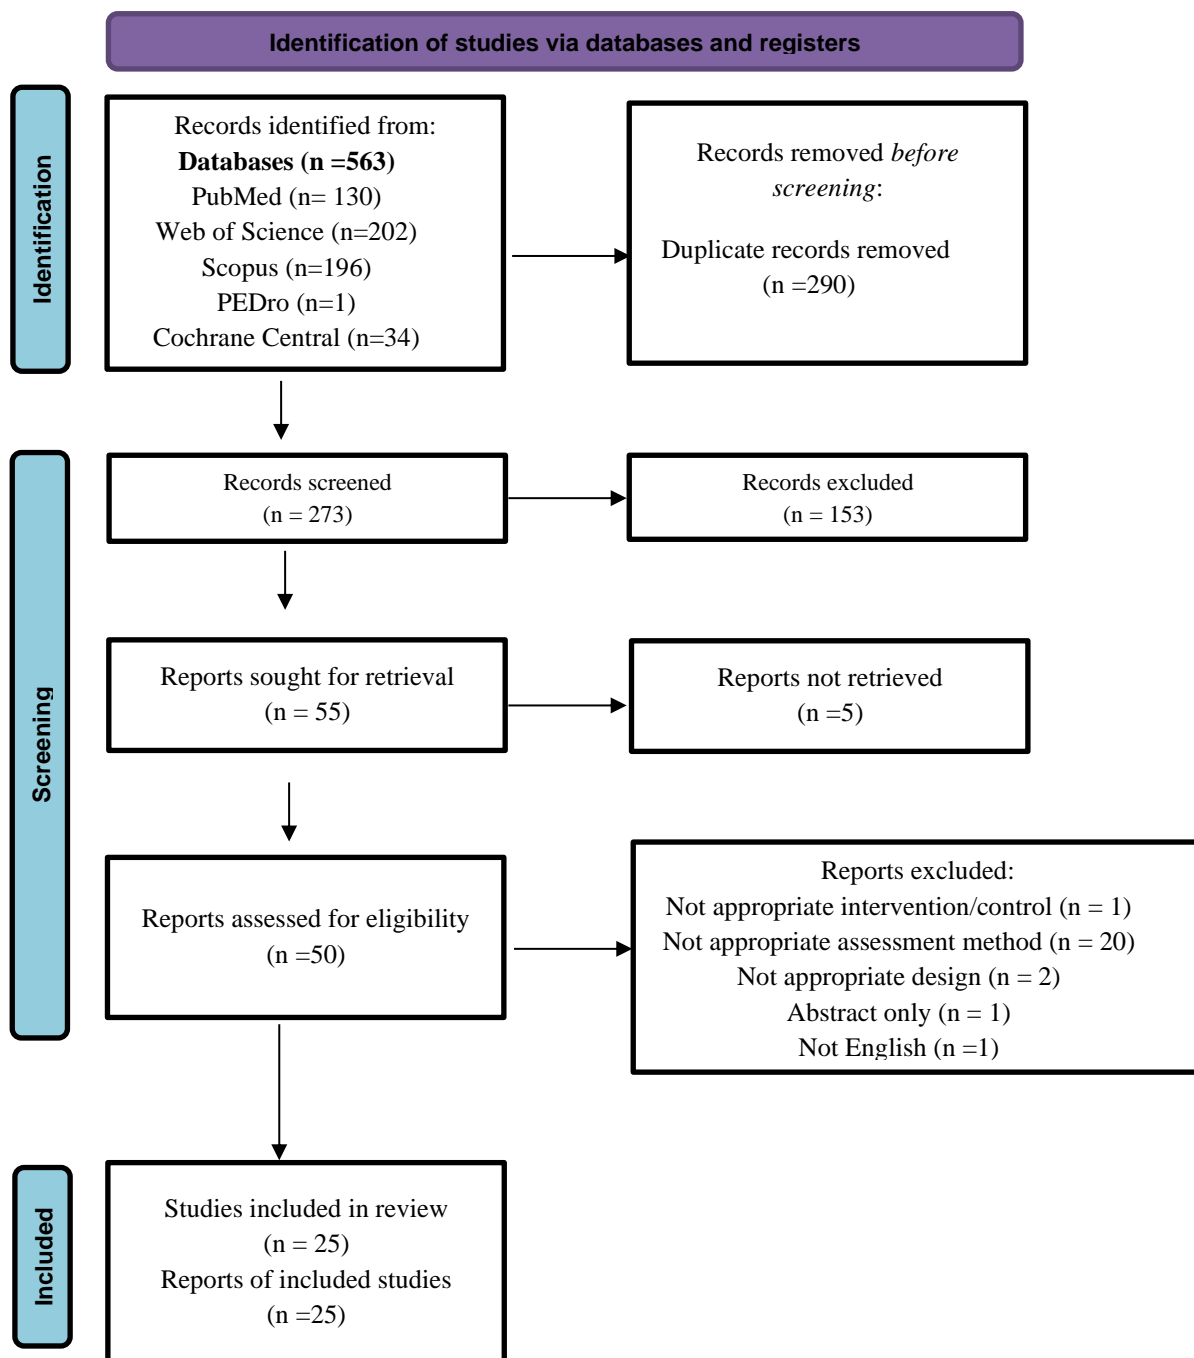 Identification of studies via databases and registers
Identification
Records identified from:
Databases (n =563)
PubMed (n= 130)
Web of Science (n=202)
Scopus (n=196)
PEDro (n=1)
Cochrane Central (n=34)
Records removed before
screening:
Duplicate records removed
(n =290)
Screening
Records screened
(n = 273)
Records excluded
(n = 153)
Reports sought for retrieval
(n = 55)
Reports not retrieved
(n =5)
Reports assessed for eligibility
(n =50)
Reports excluded:
Not appropriate intervention/control (n = 1)
Not appropriate assessment method (n = 20)
Not appropriate design (n = 2)
Abstract only (n = 1)
Not English (n =1)
Included
Studies included in review
(n = 25)
Reports of included studies
(n =25)